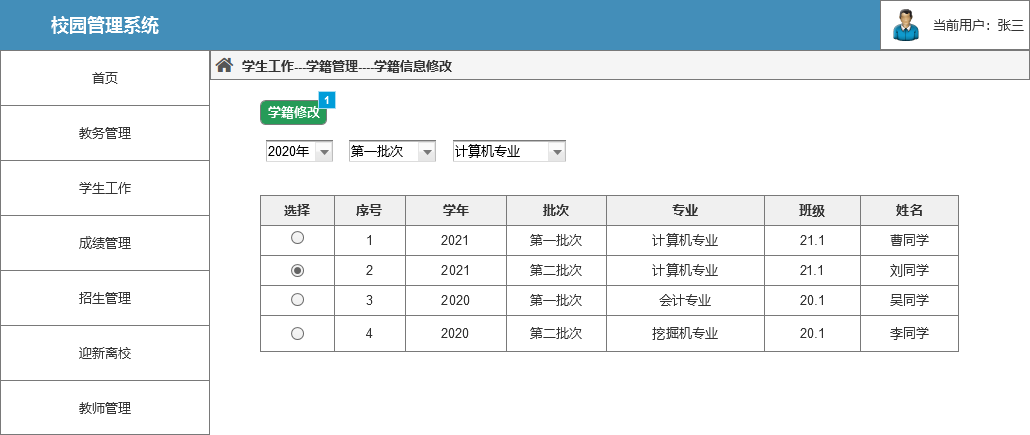 校园管理系统
当前用户：张三
首页
教务管理
学生工作
成绩管理
招生管理
迎新离校
教师管理
学生工作---学籍管理----学籍信息修改
学籍修改 1
2020年 第一批次 计算机专业
选择 序号 学年 批次 专业 班级 姓名
1 2021 第一批次 计算机专业 21.1 曹同学
2 2021 第二批次 计算机专业 21.1 刘同学
3 2020 第一批次 会计专业 20.1 吴同学
4 2020 第二批次 挖掘机专业 20.1 李同学